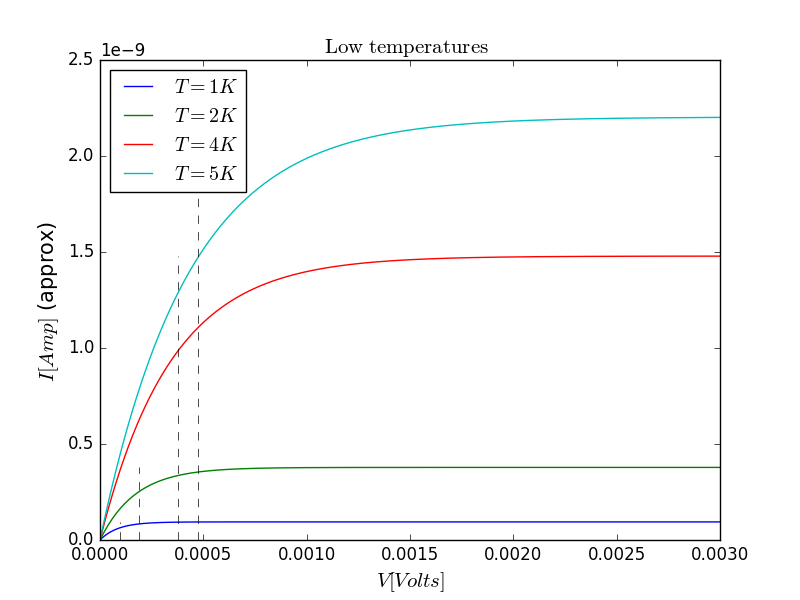 Low temperatures
1e−9
2.5
2.0
1.5
1.0
0.5
0.0
I[Amp] (approx)
T = 1K
T = 2K
T = 4K
T = 5K
0.0000 0.0005 0.0010 0.0015 0.0020 0.0025 0.0030
V[Volts]